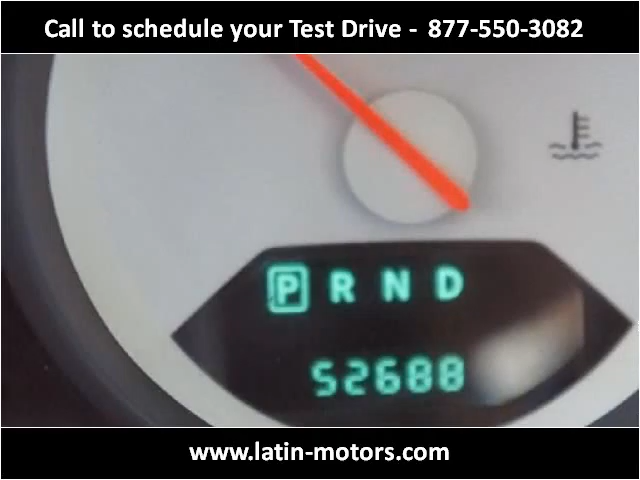 Call to schedule your Test Drive - 877-550-3082
P R N D
52688
www.latin-motors.com